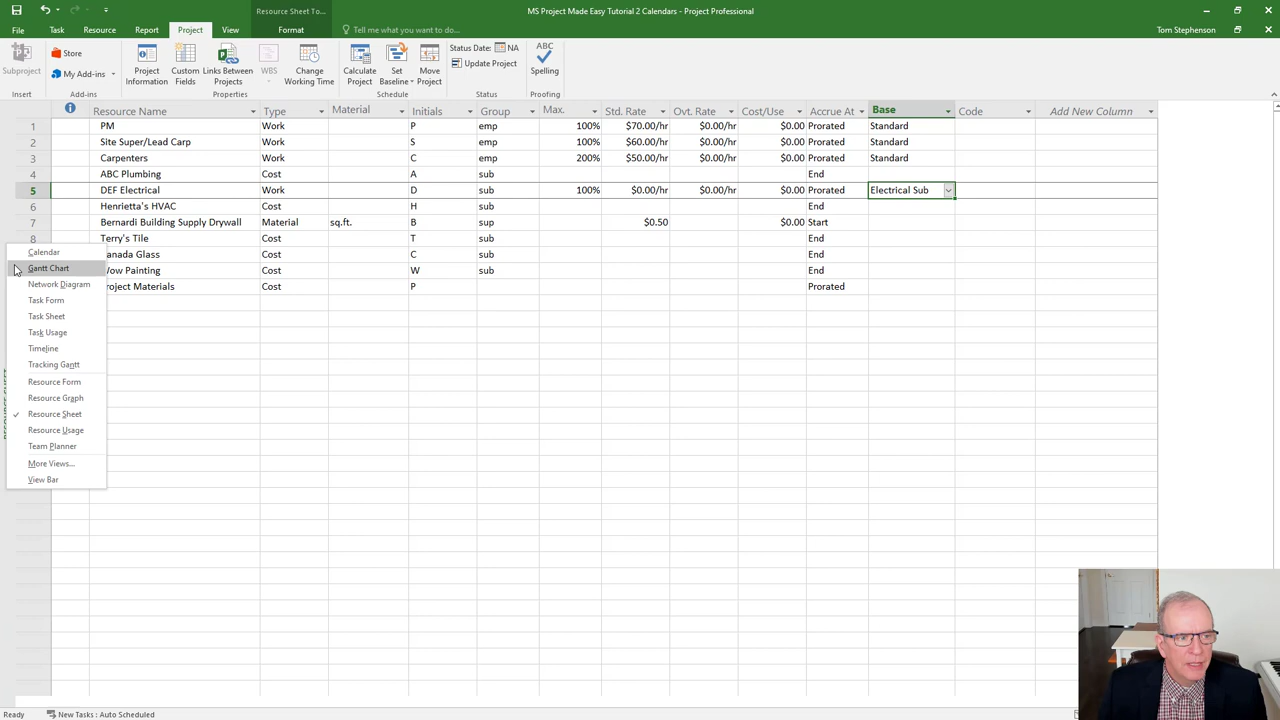 Resource Sheet To...
MS Project Made Easy Tutorial 2 Calendars - Project Professional
File Task Resource Report Project View Format Tell me what you want to do... Tom Stephenson
Subproject
Insert
Store
My Add-ins
Add-ins
Project Information
Custom Fields
Links Between Projects
WBS
Change Working Time
Properties
Calculate Project
Set Baseline
Move Project
Schedule
Status Date: NA
Update Project
Status
ABC
Spelling
Proofing
Resource Name Type Material Initials Group Max. Std. Rate Ovt. Rate Cost/Use Accrue At Base Code Add New Column
1 PM Work P emp 100% $70.00/hr $0.00/hr $0.00 Prorated Standard
2 Site Super/Lead Carp Work S emp 100% $60.00/hr $0.00/hr $0.00 Prorated Standard
3 Carpenters Work C emp 200% $50.00/hr $0.00/hr $0.00 Prorated Standard
4 ABC Plumbing Cost A sub End
5 DEF Electrical Work D sub 100% $0.00/hr $0.00/hr $0.00 Prorated Electrical Sub
6 Henrietta's HVAC Cost H sub End
7 Bernardi Building Supply Drywall Material sq.ft. B sup $0.50 $0.00 Start
8 Terry's Tile Cost T sub End
anada Glass Cost C sub End
ow Painting Cost W sub End
roject Materials Cost P Prorated
Calendar
Gantt Chart
Network Diagram
Task Form
Task Sheet
Task Usage
Timeline
Tracking Gantt
Resource Form
Resource Graph
Resource Sheet
Resource Usage
Team Planner
More Views...
View Bar
Ready New Tasks : Auto Scheduled